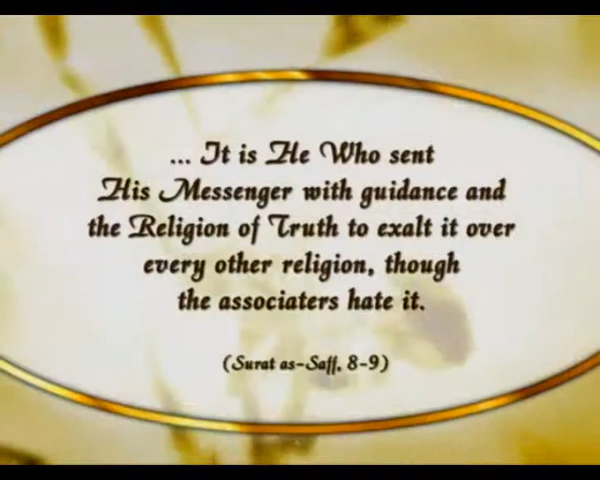 ... It is He Who sent
His Messenger with guidance and
the Religion of Truth to exalt it over
every other religion, though
the associaters hate it.
(Surat as-Saff, 8-9)